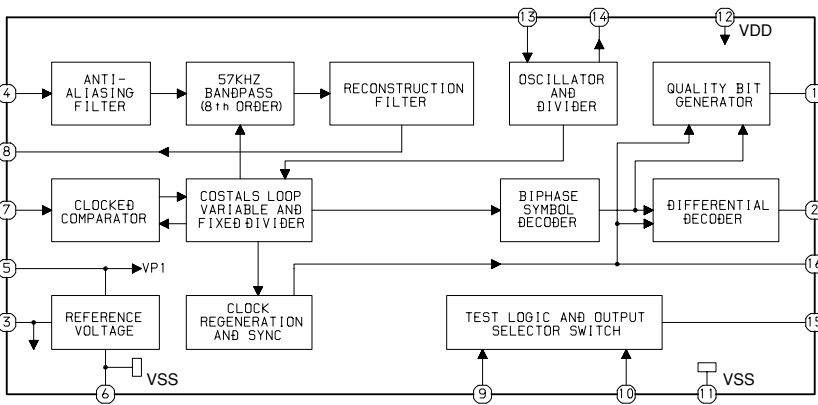 13
14
12
VDD
4
ANTI-
ALIASING
FILTER
57KHZ
BANDPASS
(8th ORDER)
RECONSTRUCTION
FILTER
OSCILLATOR
AND
DIVIDER
QUALITY BIT
GENERATOR
1
8
7
CLOCKED
COMPARATOR
COSTALS LOOP
VARIABLE AND
FIXED DIVIDER
BIPHASE
SYMBOL
DECODER
DIFFERENTIAL
DECODER
2
5
VP1
16
3
REFERENCE
VOLTAGE
CLOCK
REGENERATION
AND SYNC
TEST LOGIC AND OUTPUT
SELECTOR SWITCH
15
VSS
VSS
6
9
10
11